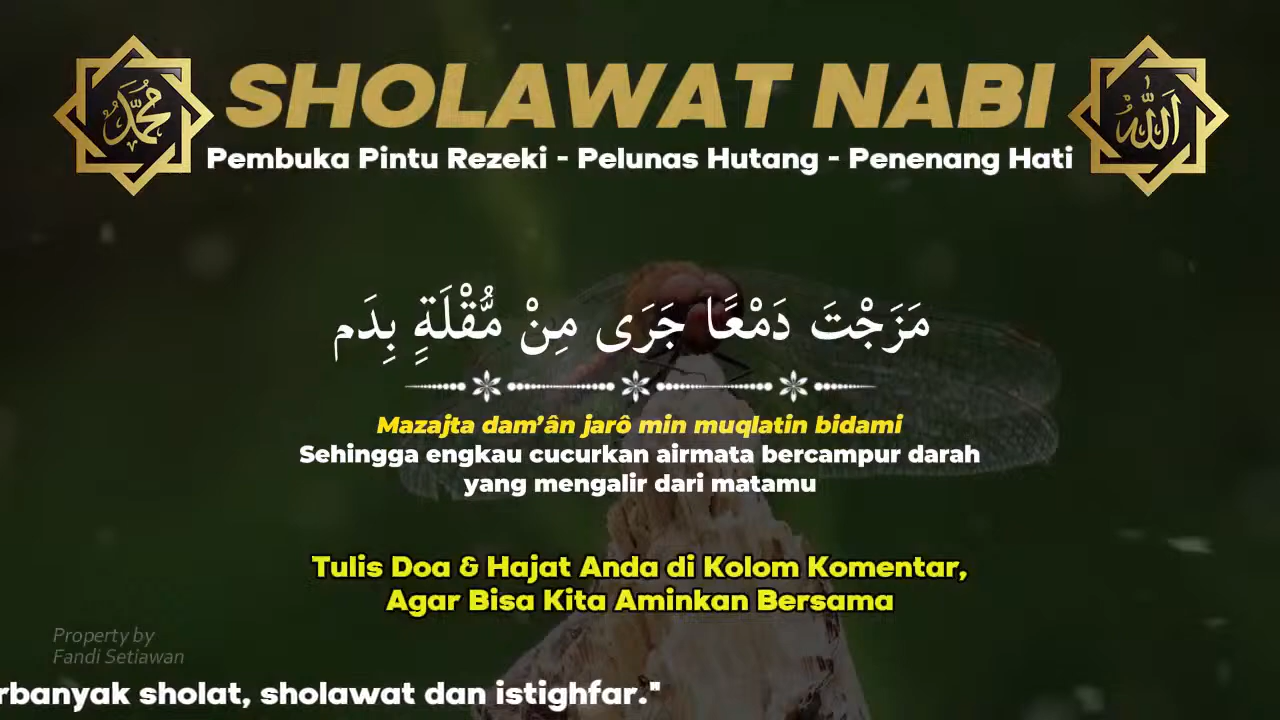 محمد
SHOLAWAT NABI
الله
Pembuka Pintu Rezeki - Pelunas Hutang - Penenang Hati
مَزَجْتَ دَمْعًا جَرَى مِنْ مُّقْلَةٍ بِدَمِ
Mazajta dam’ân jarô min muqlatin bidami
Sehingga engkau cucurkan airmata bercampur darah
yang mengalir dari matamu
Tulis Doa & Hajat Anda di Kolom Komentar,
Agar Bisa Kita Aminkan Bersama
Property by
Fandi Setiawan
rbanyak sholat, sholawat dan istighfar."